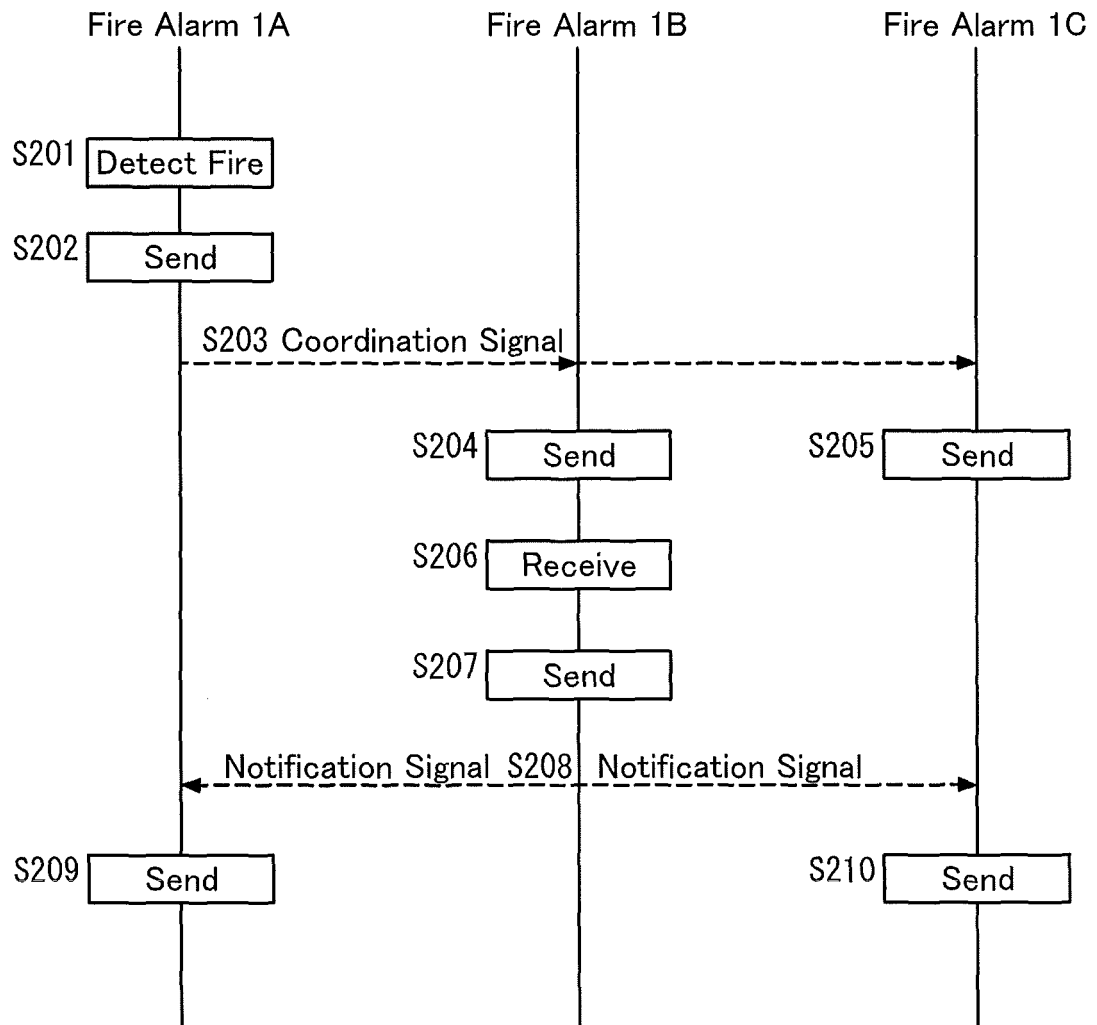 Fire Alarm 1A Fire Alarm 1B Fire Alarm 1C
S201 Detect Fire
S202 Send
S203 Coordination Signal
S204 Send S205 Send
S206 Receive
S207 Send
Notification Signal S208 Notification Signal
S209 Send S210 Send